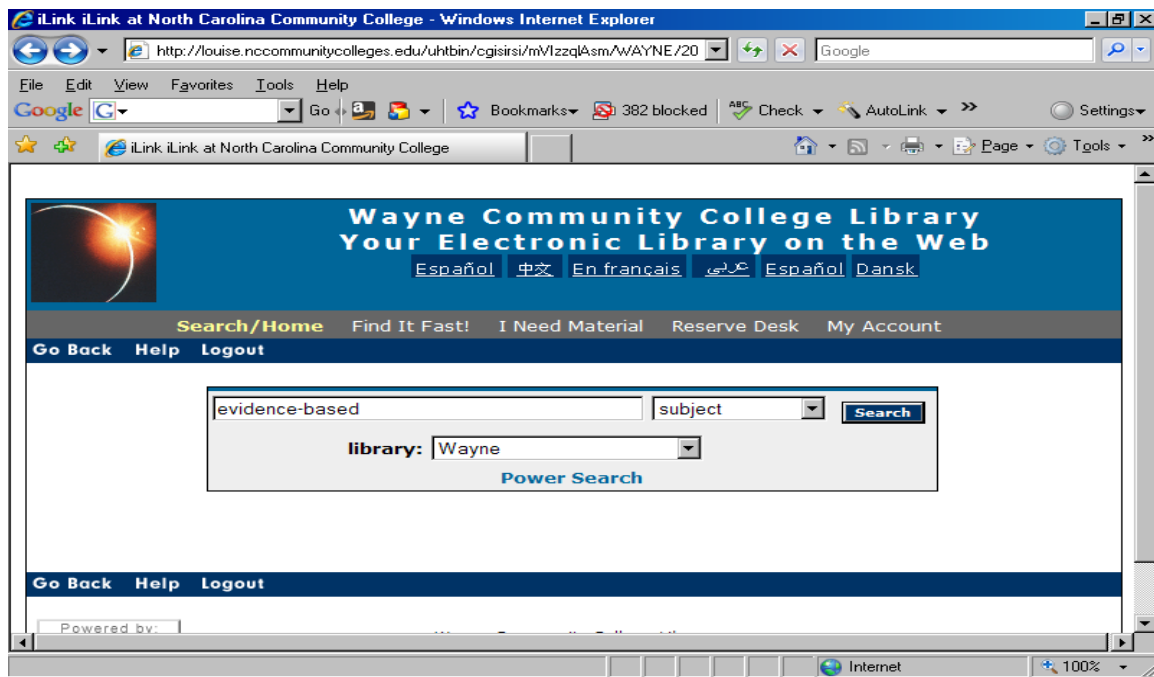 iLink iLink at North Carolina Community College - Windows Internet Explorer
http://louise.nccommunitycolleges.edu/uhtbin/cgisirsi/mVIzzqlAsm/WAYNE/20 Google
File Edit View Favorites Tools Help
Google G Go Bookmarks 382 blocked ABC Check AutoLink >> Settings
iLink iLink at North Carolina Community College Page Tools >>
Wayne Community College Library
Your Electronic Library on the Web
Español 中文 En français عربى Español Dansk
Search/Home Find It Fast! I Need Material Reserve Desk My Account
Go Back Help Logout
evidence-based subject Search
library: Wayne
Power Search
Go Back Help Logout
Powered by:
Internet 100%